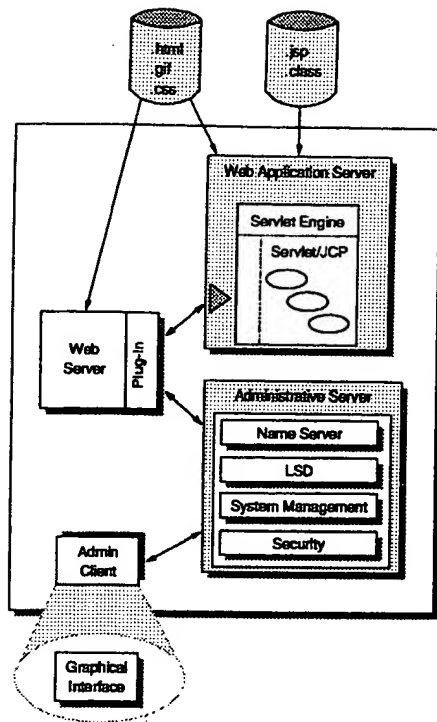 .html
.gif
.css
.jsp
.class
Web Application Server
Servlet Engine
Servlet/JCP
Web
Server
Plug-In
Administrative Server
Name Server
LSD
System Management
Security
Admin
Client
Graphical
Interface